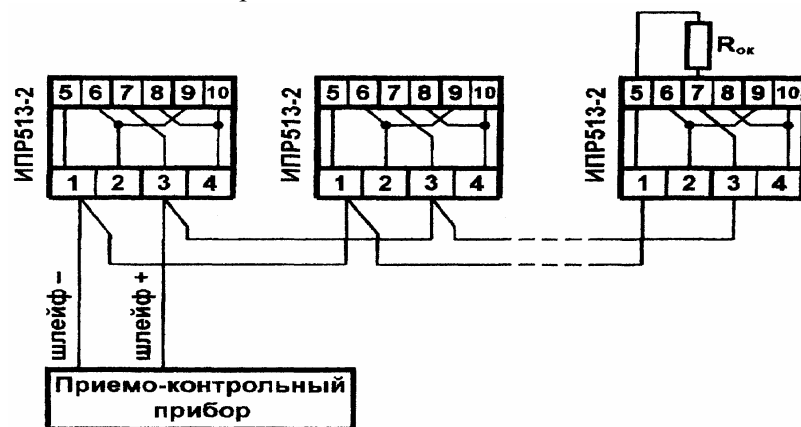 Rок
ИПР513-2
5 6 7 8 9 10
1 2 3 4
ИПР513-2
5 6 7 8 9 10
1 2 3 4
ИПР513-2
5 6 7 8 9 10
1 2 3 4
шлейф –
шлейф +
Приемо-контрольный
прибор